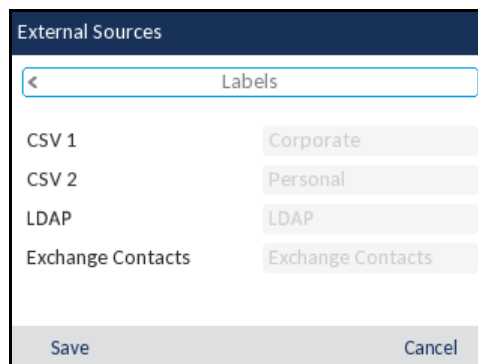 External Sources
< Labels
CSV 1 Corporate
CSV 2 Personal
LDAP LDAP
Exchange Contacts Exchange Contacts
Save Cancel